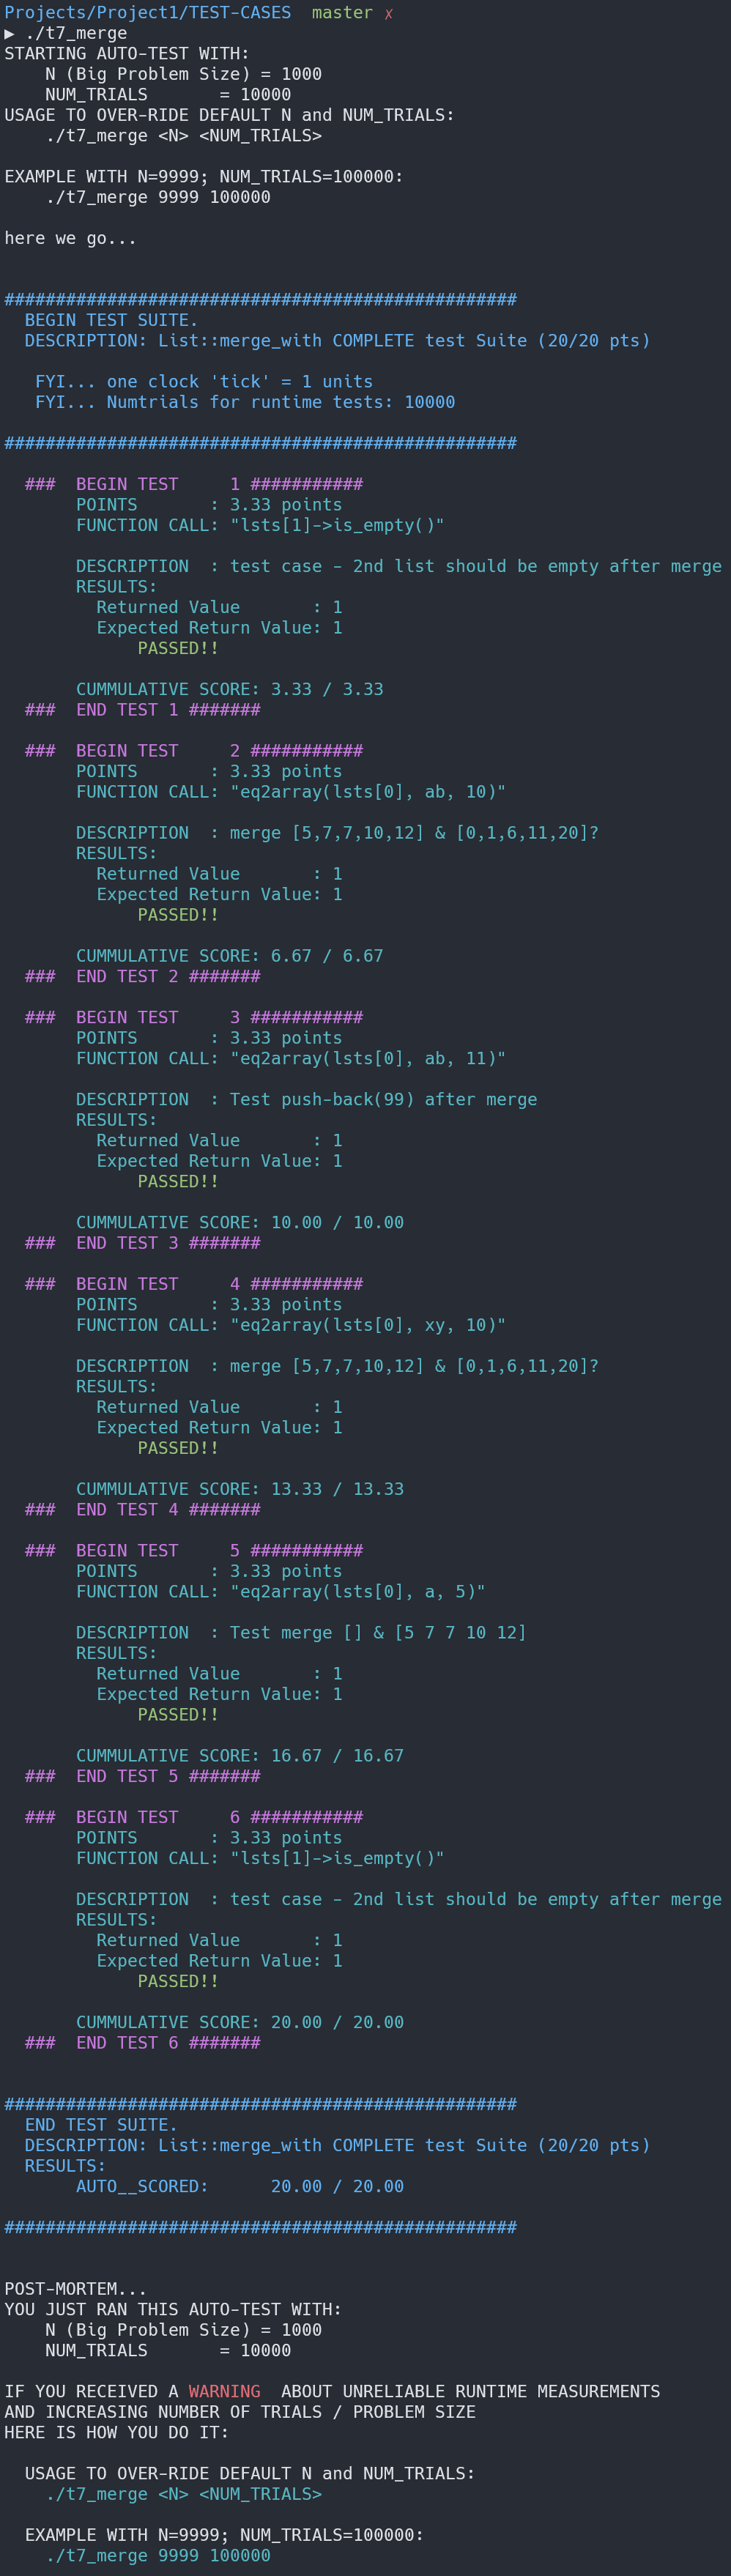 Projects/Project1/TEST-CASES  master ✗
▶ ./t7_merge
STARTING AUTO-TEST WITH:
    N (Big Problem Size) = 1000
    NUM_TRIALS       = 10000
USAGE TO OVER-RIDE DEFAULT N and NUM_TRIALS:
    ./t7_merge <N> <NUM_TRIALS>

EXAMPLE WITH N=9999; NUM_TRIALS=100000:
    ./t7_merge 9999 100000

here we go...


##################################################
  BEGIN TEST SUITE.
  DESCRIPTION: List::merge_with COMPLETE test Suite (20/20 pts)

   FYI... one clock 'tick' = 1 units
   FYI... Numtrials for runtime tests: 10000

##################################################

  ###  BEGIN TEST     1 ###########
       POINTS       : 3.33 points
       FUNCTION CALL: "lsts[1]->is_empty()"

       DESCRIPTION  : test case - 2nd list should be empty after merge
       RESULTS:
         Returned Value       : 1
         Expected Return Value: 1
             PASSED!!

       CUMMULATIVE SCORE: 3.33 / 3.33
  ###  END TEST 1 #######

  ###  BEGIN TEST     2 ###########
       POINTS       : 3.33 points
       FUNCTION CALL: "eq2array(lsts[0], ab, 10)"

       DESCRIPTION  : merge [5,7,7,10,12] & [0,1,6,11,20]?
       RESULTS:
         Returned Value       : 1
         Expected Return Value: 1
             PASSED!!

       CUMMULATIVE SCORE: 6.67 / 6.67
  ###  END TEST 2 #######

  ###  BEGIN TEST     3 ###########
       POINTS       : 3.33 points
       FUNCTION CALL: "eq2array(lsts[0], ab, 11)"

       DESCRIPTION  : Test push-back(99) after merge
       RESULTS:
         Returned Value       : 1
         Expected Return Value: 1
             PASSED!!

       CUMMULATIVE SCORE: 10.00 / 10.00
  ###  END TEST 3 #######

  ###  BEGIN TEST     4 ###########
       POINTS       : 3.33 points
       FUNCTION CALL: "eq2array(lsts[0], xy, 10)"

       DESCRIPTION  : merge [5,7,7,10,12] & [0,1,6,11,20]?
       RESULTS:
         Returned Value       : 1
         Expected Return Value: 1
             PASSED!!

       CUMMULATIVE SCORE: 13.33 / 13.33
  ###  END TEST 4 #######

  ###  BEGIN TEST     5 ###########
       POINTS       : 3.33 points
       FUNCTION CALL: "eq2array(lsts[0], a, 5)"

       DESCRIPTION  : Test merge [] & [5 7 7 10 12]
       RESULTS:
         Returned Value       : 1
         Expected Return Value: 1
             PASSED!!

       CUMMULATIVE SCORE: 16.67 / 16.67
  ###  END TEST 5 #######

  ###  BEGIN TEST     6 ###########
       POINTS       : 3.33 points
       FUNCTION CALL: "lsts[1]->is_empty()"

       DESCRIPTION  : test case - 2nd list should be empty after merge
       RESULTS:
         Returned Value       : 1
         Expected Return Value: 1
             PASSED!!

       CUMMULATIVE SCORE: 20.00 / 20.00
  ###  END TEST 6 #######


##################################################
  END TEST SUITE.
  DESCRIPTION: List::merge_with COMPLETE test Suite (20/20 pts)
  RESULTS:
       AUTO__SCORED:      20.00 / 20.00

##################################################


POST-MORTEM...
YOU JUST RAN THIS AUTO-TEST WITH:
    N (Big Problem Size) = 1000
    NUM_TRIALS       = 10000

IF YOU RECEIVED A WARNING  ABOUT UNRELIABLE RUNTIME MEASUREMENTS
AND INCREASING NUMBER OF TRIALS / PROBLEM SIZE
HERE IS HOW YOU DO IT:

  USAGE TO OVER-RIDE DEFAULT N and NUM_TRIALS:
    ./t7_merge <N> <NUM_TRIALS>

  EXAMPLE WITH N=9999; NUM_TRIALS=100000:
    ./t7_merge 9999 100000